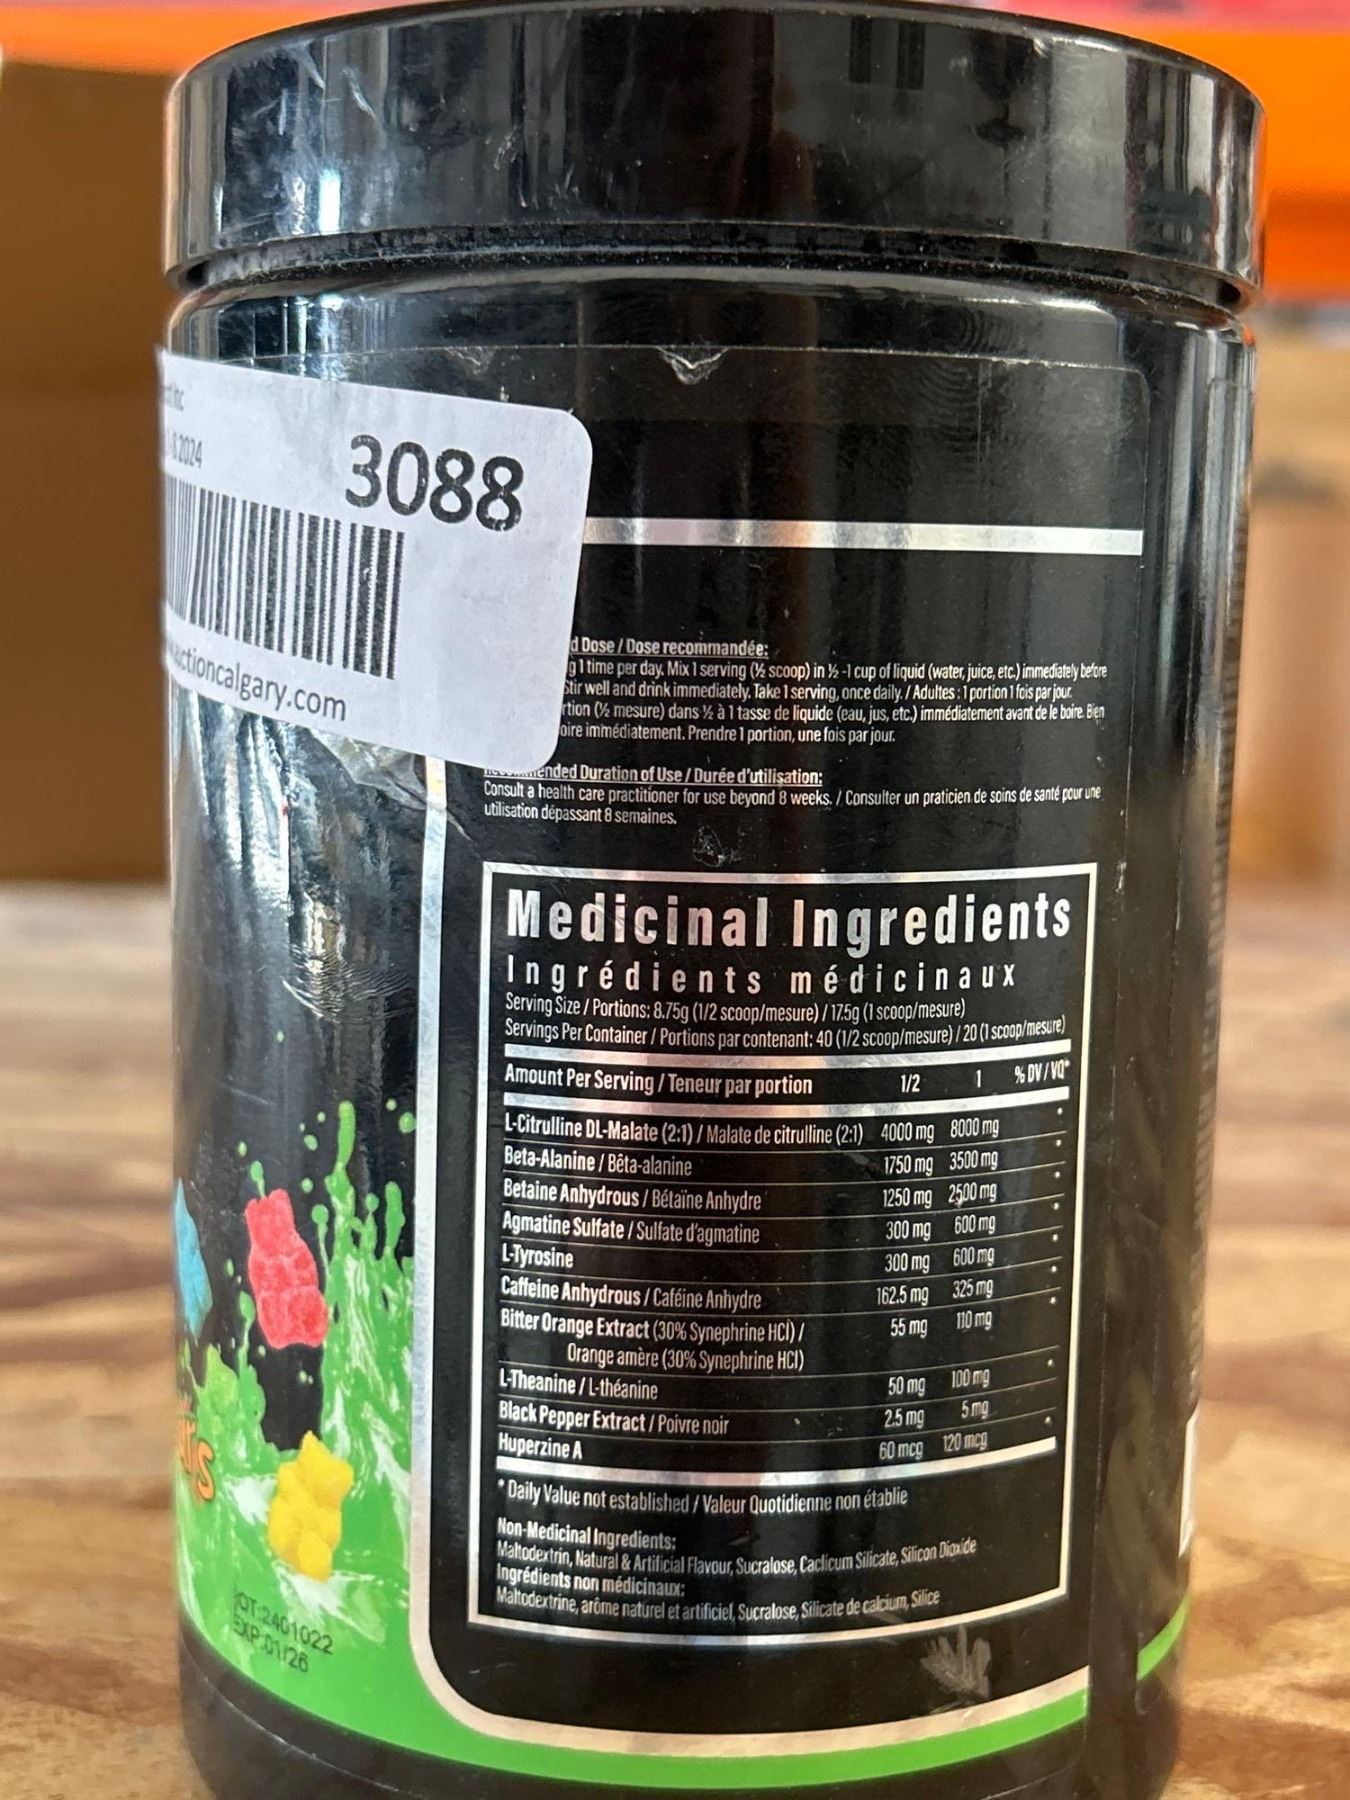 3088
8 2024
ctioncalgary.com
d Dose / Dose recommandée:
g 1 time per day. Mix 1 serving (½ scoop) in ½ -1 cup of liquid (water, juice, etc.) immediately before
Stir well and drink immediately. Take 1 serving, once daily. / Adultes : 1 portion 1 fois par jour.
rtion (½ mesure) dans ½ à 1 tasse de liquide (eau, jus, etc.) immédiatement avant de le boire. Bien
oire immédiatement. Prendre 1 portion, une fois par jour.
ended Duration of Use / Durée d'utilisation:
Consult a health care practitioner for use beyond 8 weeks. / Consulter un praticien de soins de santé pour une
utilisation dépassant 8 semaines.
Medicinal Ingredients
Ingrédients médicinaux
Serving Size / Portions: 8.75g (1/2 scoop/mesure) / 17.5g (1 scoop/mesure)
Servings Per Container / Portions par contenant: 40 (1/2 scoop/mesure) / 20 (1 scoop/mesure)
Amount Per Serving / Teneur par portion 1/2 1 % DV / VQ*
L-Citrulline DL-Malate (2:1) / Malate de citrulline (2:1) 4000 mg 8000 mg *
Beta-Alanine / Bêta-alanine 1750 mg 3500 mg *
Betaine Anhydrous / Bétaïne Anhydre 1250 mg 2500 mg *
Agmatine Sulfate / Sulfate d'agmatine 300 mg 600 mg *
L-Tyrosine 300 mg 600 mg *
Caffeine Anhydrous / Caféine Anhydre 162.5 mg 325 mg *
Bitter Orange Extract (30% Synephrine HCl) / 55 mg 110 mg *
Orange amère (30% Synephrine HCl)
L-Theanine / L-théanine 50 mg 100 mg *
Black Pepper Extract / Poivre noir 2.5 mg 5 mg
Huperzine A 60 mcg 120 mcg *
* Daily Value not established / Valeur Quotidienne non établie
Non-Medicinal Ingredients:
Maltodextrin, Natural & Artificial Flavour, Sucralose, Caclicum Silicate, Silicon Dioxide
Ingrédients non médicinaux:
Maltodextrine, arôme naturel et artificiel, Sucralose, Silicate de calcium, Silice
LOT:2401022
EXP:01/26